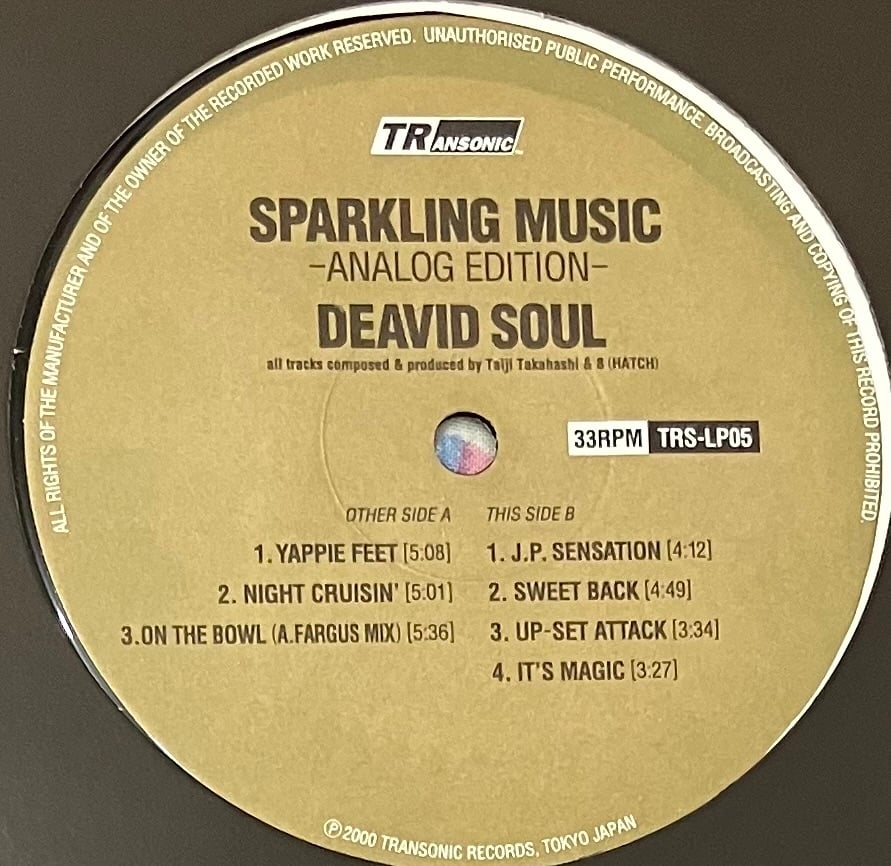 ALL RIGHTS OF THE MANUFACTURER AND OF THE OWNER OF THE RECORDED WORK RESERVED. UNAUTHORISED PUBLIC PERFORMANCE. BROADCASTING AND COPYING OF THIS RECORD PROHIBITED.
TRANSONIC
SPARKLING MUSIC
-ANALOG EDITION-
DEAVID SOUL
all tracks composed & produced by Taiji Takahashi & 8 (HATCH)
33RPM TRS-LP05
OTHER SIDE A
1. YAPPIE FEET [5:08]
2. NIGHT CRUISIN' [5:01]
3.ON THE BOWL (A.FARGUS MIX) [5:36]
THIS SIDE B
1. J.P. SENSATION [4:12]
2. SWEET BACK [4:49]
3. UP-SET ATTACK [3:34]
4. IT'S MAGIC [3:27]
℗ 2000 TRANSONIC RECORDS, TOKYO JAPAN